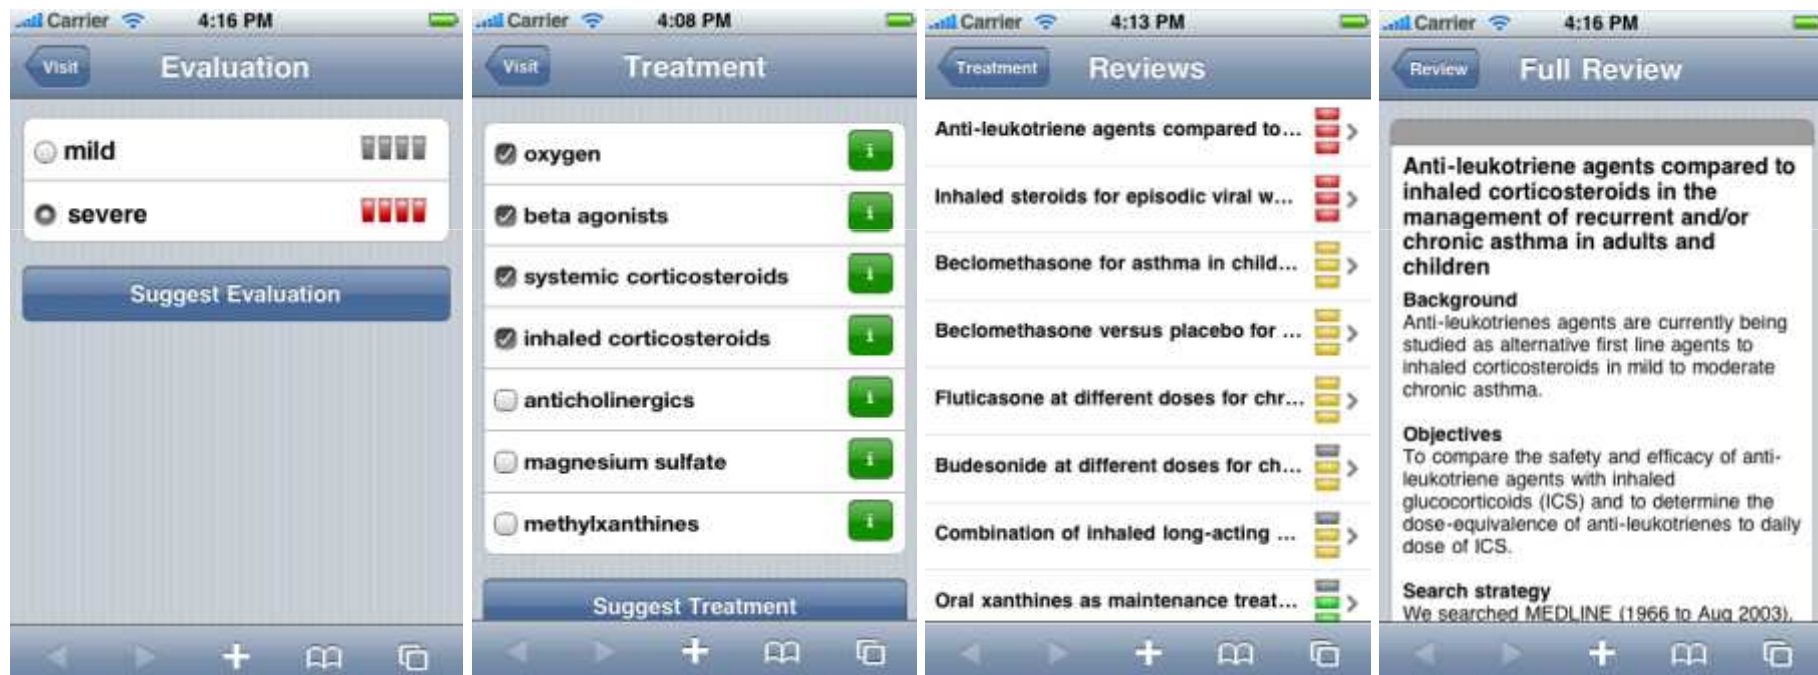 Carrier 4:16 PM
Visit Evaluation
mild
severe
Suggest Evaluation
Carrier 4:08 PM
Visit Treatment
oxygen
beta agonists
systemic corticosteroids
inhaled corticosteroids
anticholinergics
magnesium sulfate
methylxanthines
Suggest Treatment
Carrier 4:13 PM
Treatment Reviews
Anti-leukotriene agents compared to...
Inhaled steroids for episodic viral w...
Beclomethasone for asthma in child...
Beclomethasone versus placebo for ...
Fluticasone at different doses for chr...
Budesonide at different doses for ch...
Combination of inhaled long-acting ...
Oral xanthines as maintenance treat...
Carrier 4:16 PM
Review Full Review
Anti-leukotriene agents compared to
inhaled corticosteroids in the
management of recurrent and/or
chronic asthma in adults and
children
Background
Anti-leukotrienes agents are currently being
studied as alternative first line agents to
inhaled corticosteroids in mild to moderate
chronic asthma.
Objectives
To compare the safety and efficacy of anti-
leukotriene agents with inhaled
glucocorticoids (ICS) and to determine the
dose-equivalence of anti-leukotrienes to daily
dose of ICS.
Search strategy
We searched MEDLINE (1966 to Aug 2003),